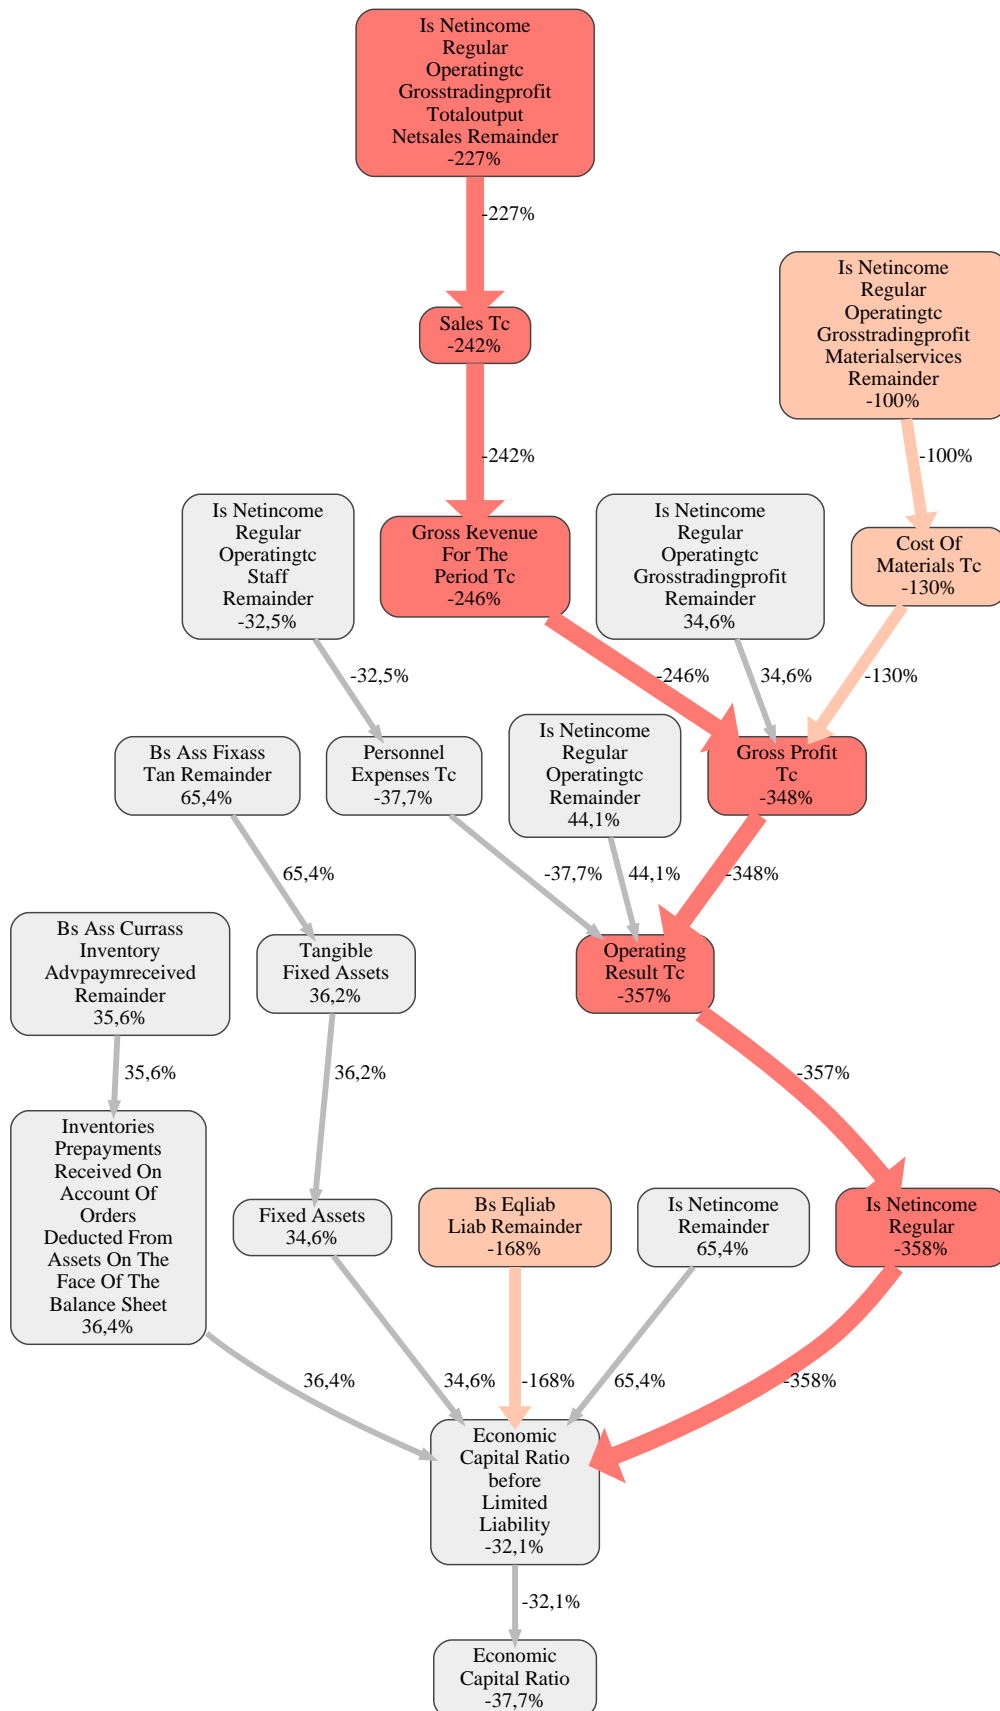 Is Netincome
Regular
Operatingtc
Grosstradingprofit
Totaloutput
Netsales Remainder
-227%
-227%
Is Netincome
Regular
Operatingtc
Grosstradingprofit
Materialservices
Remainder
-100%
Sales Tc
-242%
-242%
-100%
Is Netincome
Regular
Operatingtc
Staff
Remainder
-32,5%
Gross Revenue
For The
Period Tc
-246%
Is Netincome
Regular
Operatingtc
Grosstradingprofit
Remainder
34,6%
Cost Of
Materials Tc
-130%
-32,5%
-246%
34,6%
-130%
Bs Ass Fixass
Tan Remainder
65,4%
Personnel
Expenses Tc
-37,7%
Is Netincome
Regular
Operatingtc
Remainder
44,1%
Gross Profit
Tc
-348%
65,4%
-37,7%
44,1%
-348%
Bs Ass Currass
Inventory
Advpaymreceived
Remainder
35,6%
Tangible
Fixed Assets
36,2%
Operating
Result Tc
-357%
35,6%
36,2%
-357%
Inventories
Prepayments
Received On
Account Of
Orders
Deducted From
Assets On The
Face Of The
Balance Sheet
36,4%
Fixed Assets
34,6%
Bs Eqliab
Liab Remainder
-168%
Is Netincome
Remainder
65,4%
Is Netincome
Regular
-358%
36,4%
34,6%
-168%
65,4%
-358%
Economic
Capital Ratio
before
Limited
Liability
-32,1%
-32,1%
Economic
Capital Ratio
-37,7%